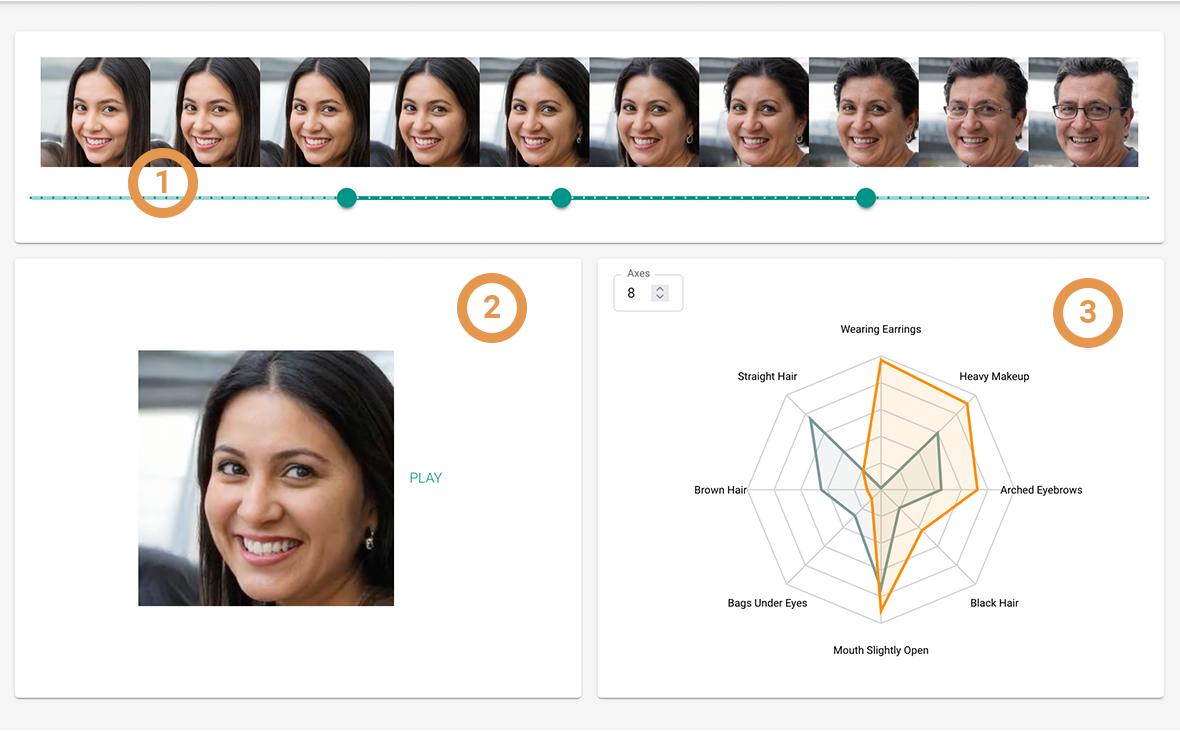 1
2
PLAY
Axes
8
3
Wearing Earrings
Straight Hair
Heavy Makeup
Brown Hair
Arched Eyebrows
Bags Under Eyes
Black Hair
Mouth Slightly Open